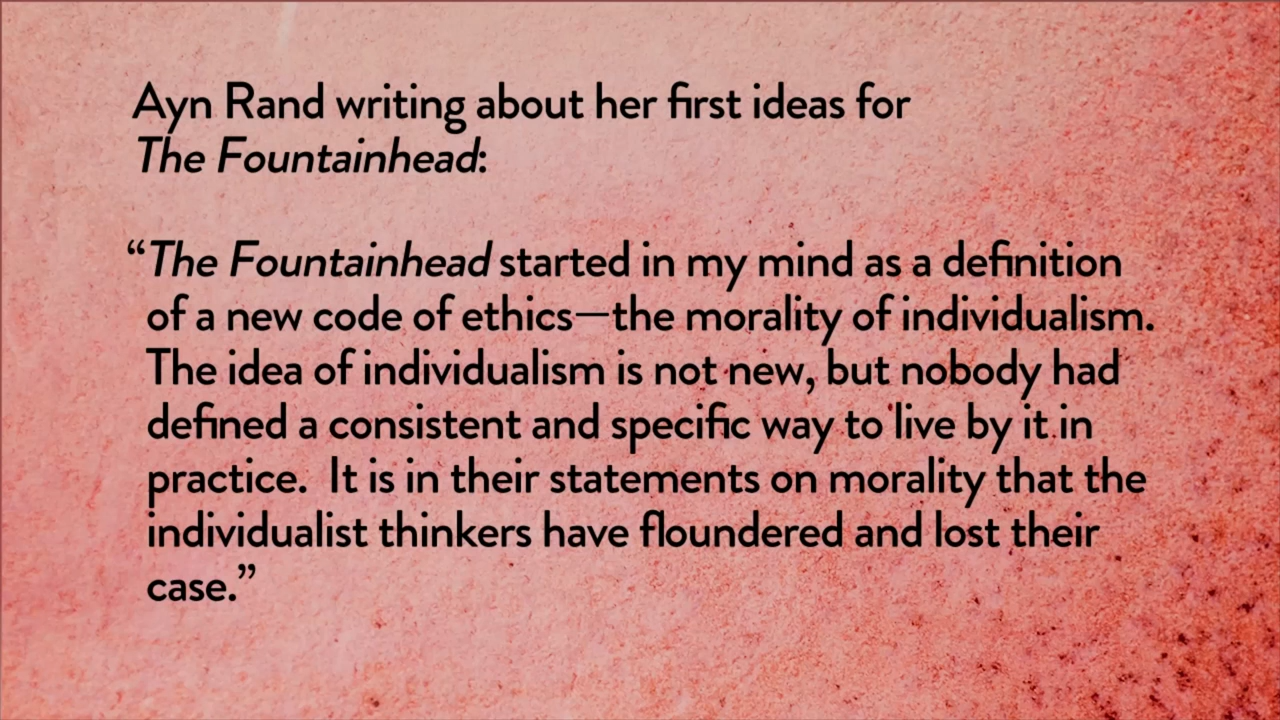 Ayn Rand writing about her first ideas for
The Fountainhead:
“The Fountainhead started in my mind as a definition
of a new code of ethics—the morality of individualism.
The idea of individualism is not new, but nobody had
defined a consistent and specific way to live by it in
practice.  It is in their statements on morality that the
individualist thinkers have floundered and lost their
case.”